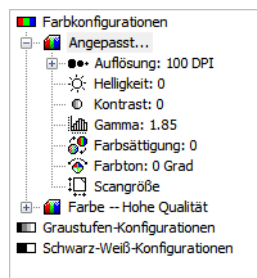 Farbkonfigurationen
Angepasst...
Auflösung: 100 DPI
Helligkeit: 0
Kontrast: 0
Gamma: 1.85
Farbsättigung: 0
Farbton: 0 Grad
Scangröße
Farbe -- Hohe Qualität
Graustufen-Konfigurationen
Schwarz-Weiß-Konfigurationen